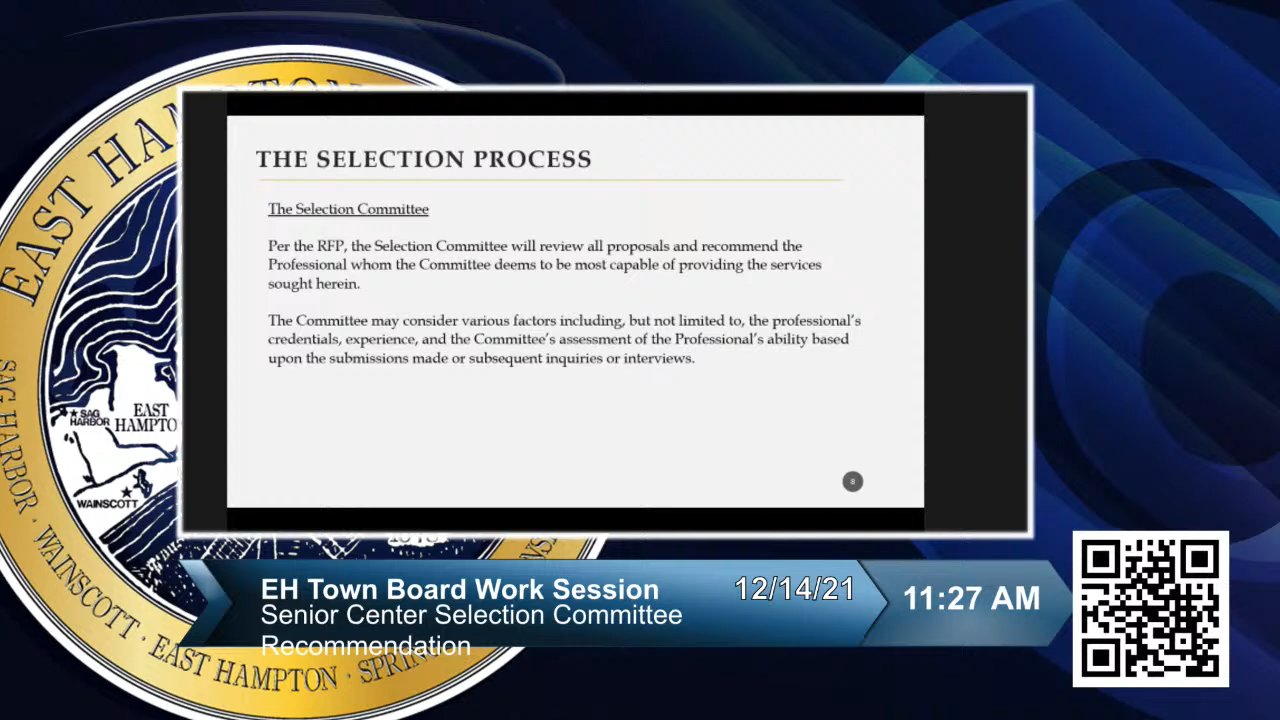 THE SELECTION PROCESS
The Selection Committee
Per the RFP, the Selection Committee will review all proposals and recommend the
Professional whom the Committee deems to be most capable of providing the services
sought herein.
The Committee may consider various factors including, but not limited to, the professional's
credentials, experience, and the Committee's assessment of the Professional's ability based
upon the submissions made or subsequent inquiries or interviews.
8
EAST HAMPTON
SAG HARBOR · WAINSCOTT · EAST HAMPTON · SPRIN
SAG
HARBOR
EAST
HAMPTO
WAINSCOTT
EH Town Board Work Session
12/14/21
11:27 AM
Senior Center Selection Committee
Recommendation